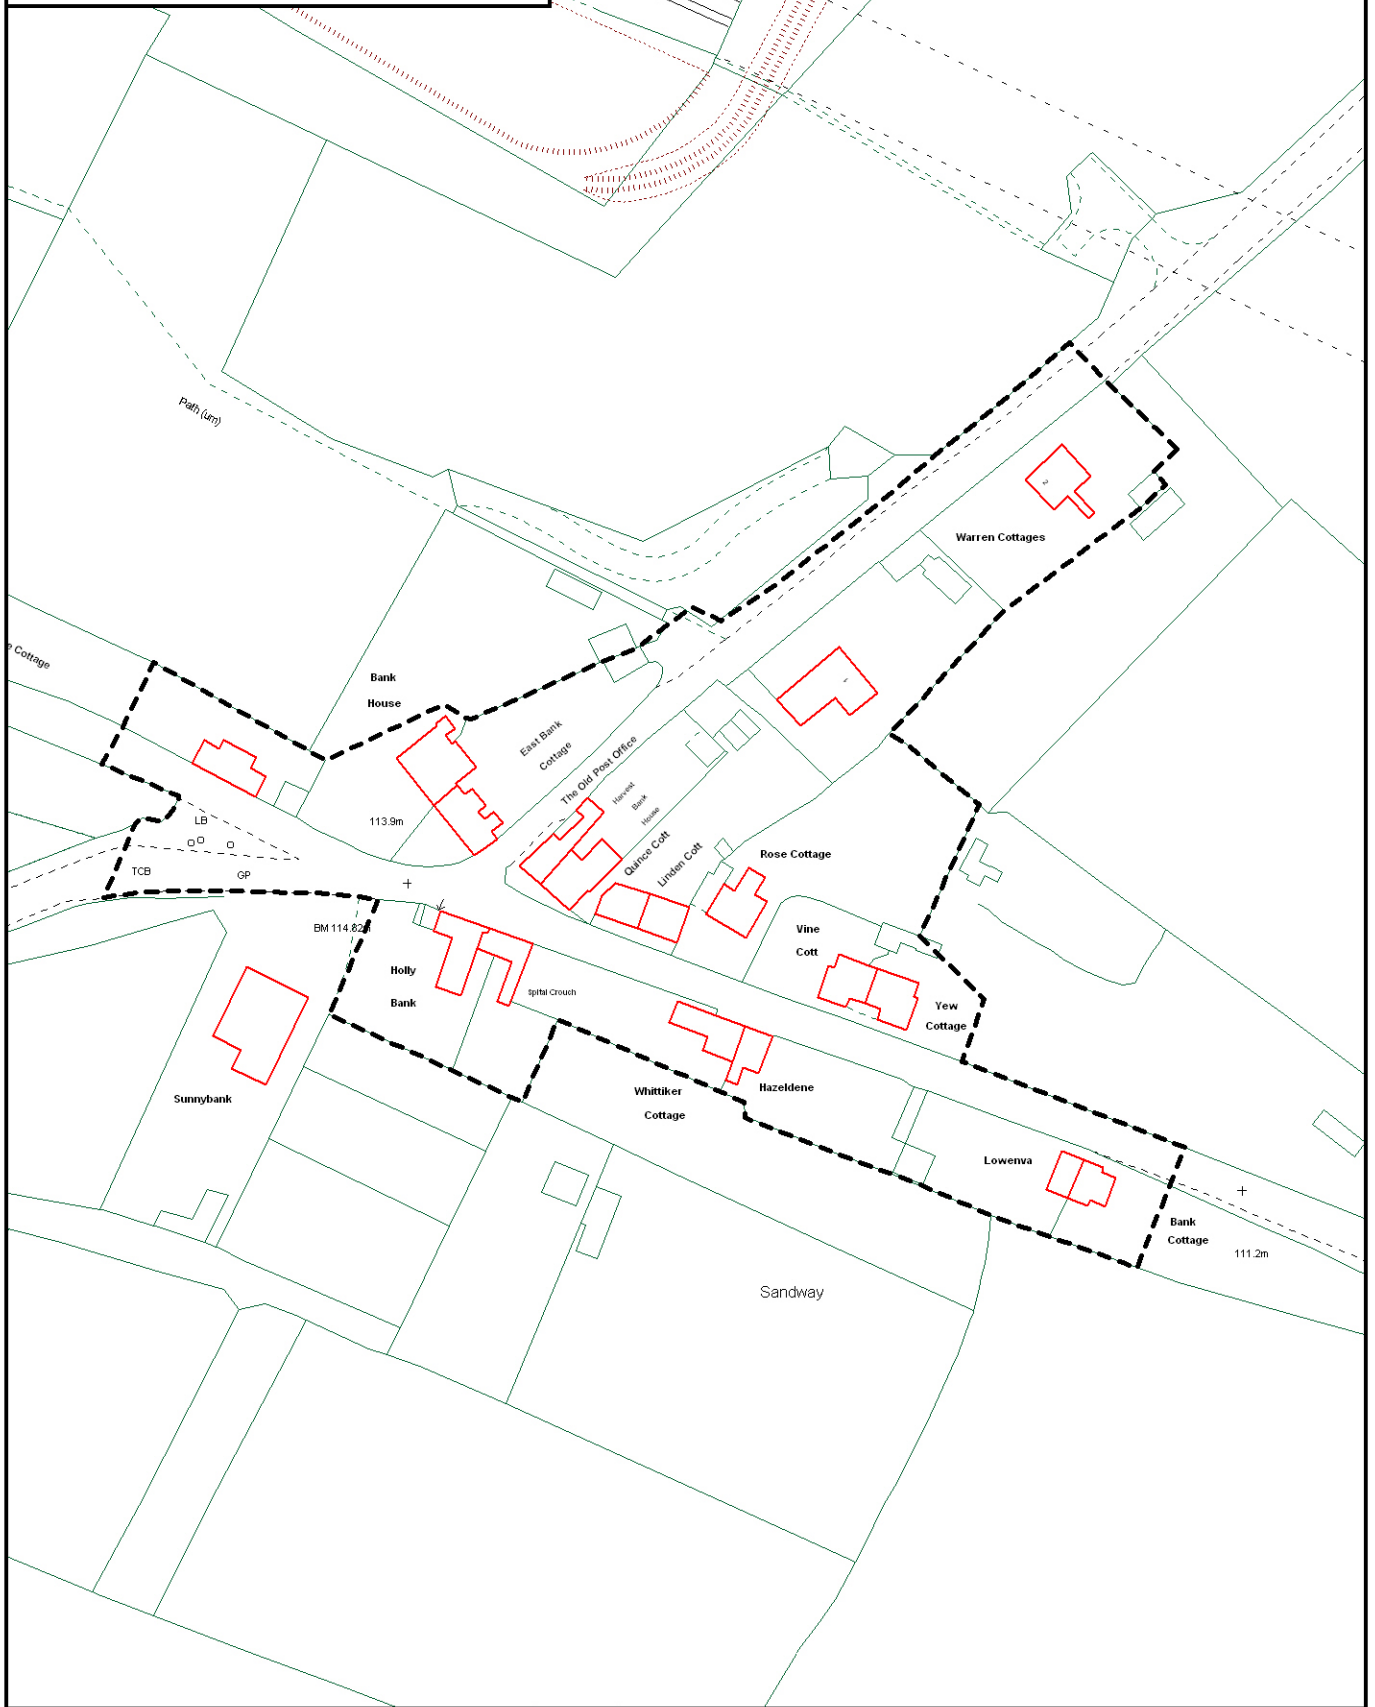 Path (um)
2
Warren Cottages
Cottage
Bank
House
East Bank
Cottage
The Old Post Office
Harvest
Bank
House
113.9m
LB
Quince Cott
Linden Cott
Rose Cottage
TCB
GP
BM 114.82m
Vine
Cott
Holly
Bank
Spital Crouch
Yew
Cottage
Sunnybank
Whittiker
Cottage
Hazeldene
Lowenva
Bank
Cottage
111.2m
Sandway